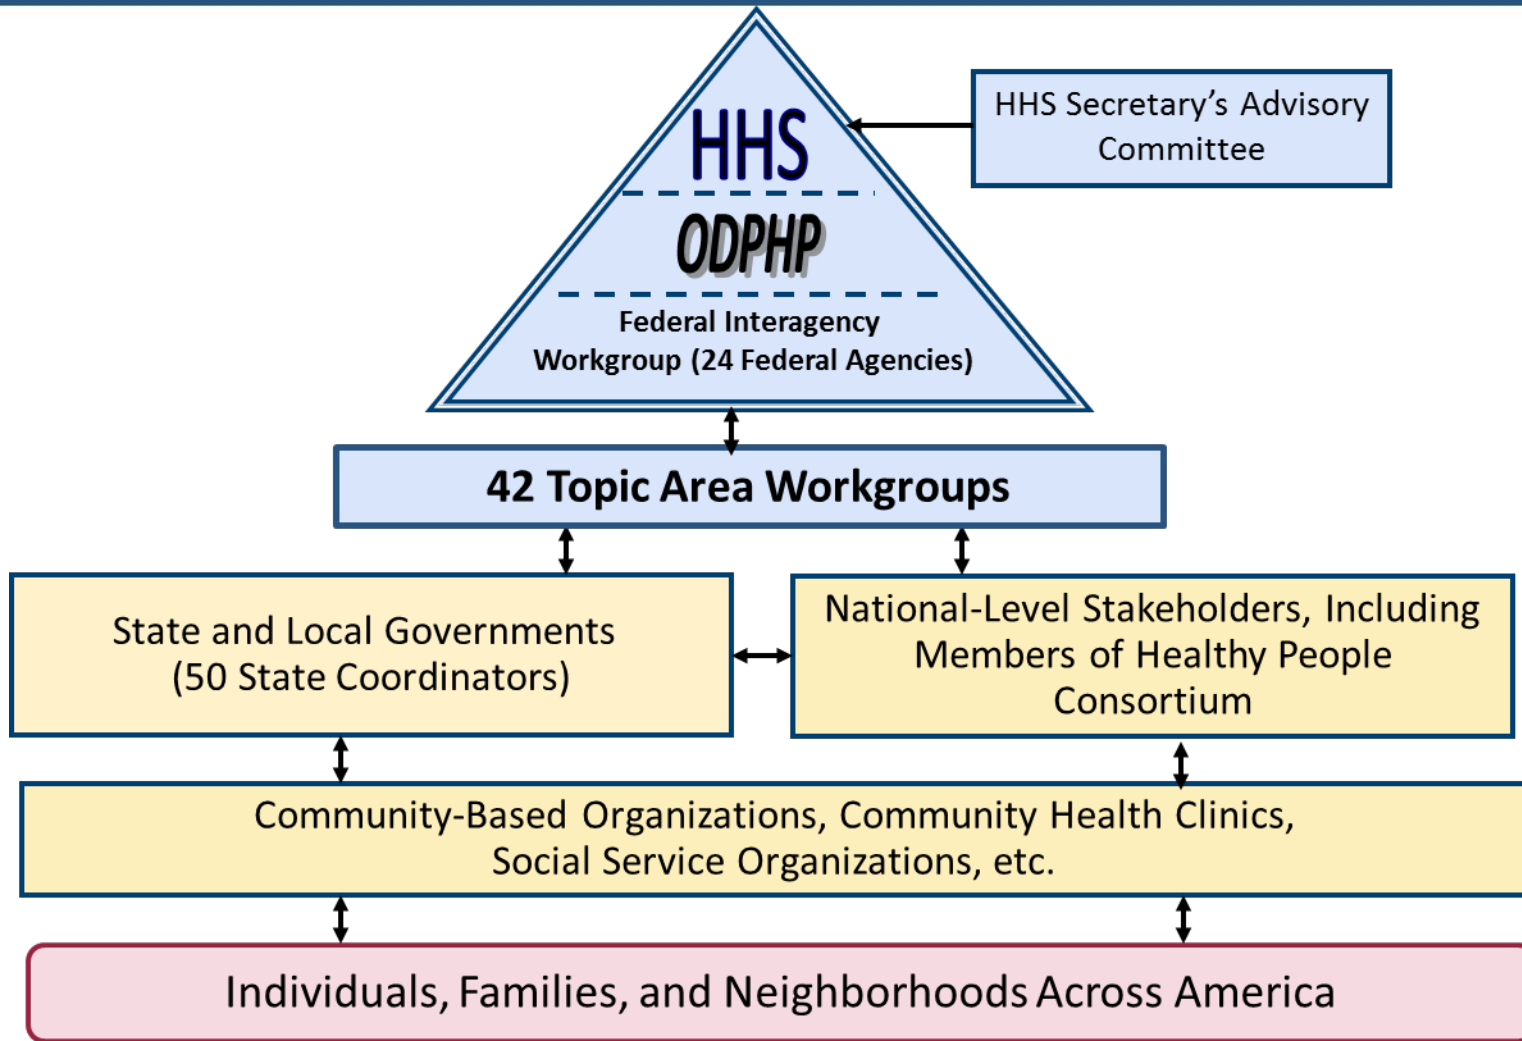 HHS
HHS Secretary’s Advisory
Committee
ODPHP
Federal Interagency
Workgroup (24 Federal Agencies)
42 Topic Area Workgroups
State and Local Governments
(50 State Coordinators)
National-Level Stakeholders, Including
Members of Healthy People
Consortium
Community-Based Organizations, Community Health Clinics,
Social Service Organizations, etc.
Individuals, Families, and Neighborhoods Across America